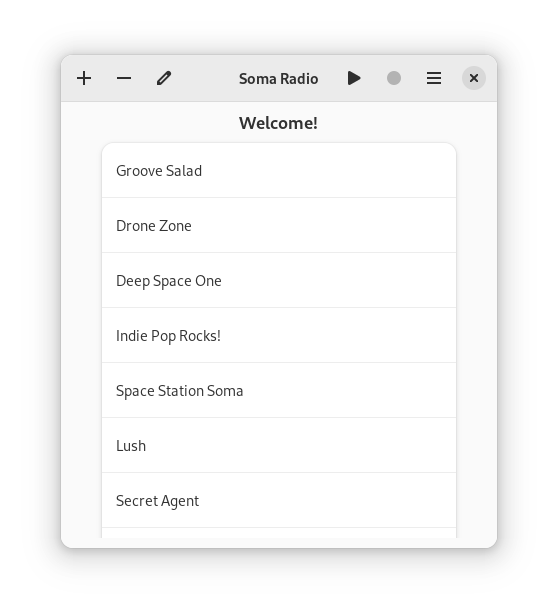 Soma Radio
Welcome!
Groove Salad
Drone Zone
Deep Space One
Indie Pop Rocks!
Space Station Soma
Lush
Secret Agent